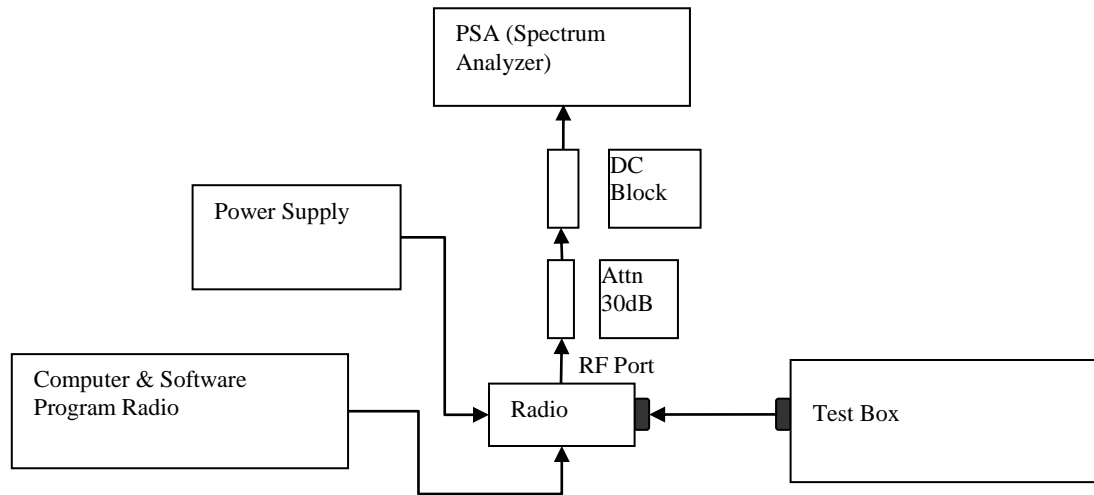 PSA (Spectrum
Analyzer)
DC
Block
Power Supply
Attn
30dB
RF Port
Computer & Software
Program Radio
Radio
Test Box